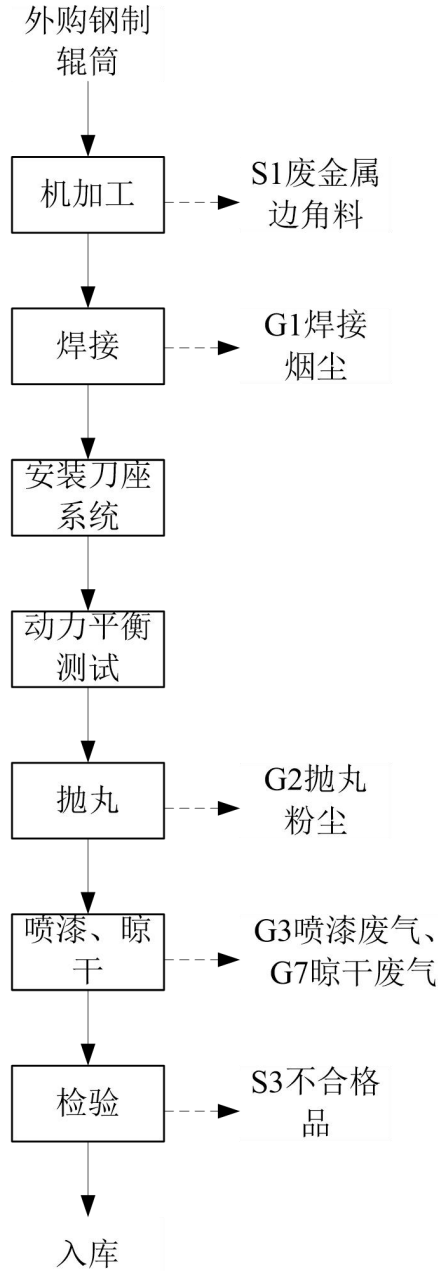 外购钢制
辊筒
机加工
S1废金属
边角料
焊接
G1焊接
烟尘
安装刀座
系统
动力平衡
测试
抛丸
G2抛丸
粉尘
喷漆、晾
干
G3喷漆废气、
G7晾干废气
检验
S3不合格
品
入库